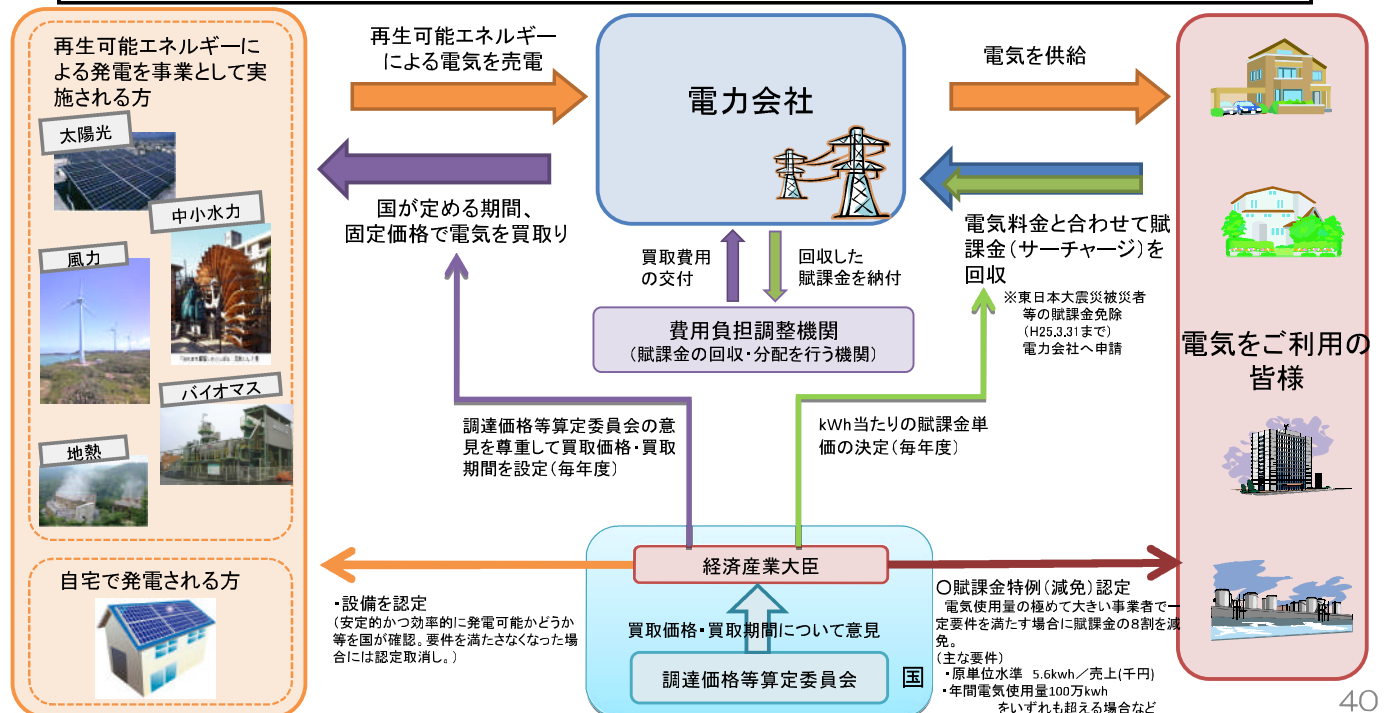 再生可能エネルギーに
よる発電を事業として実
施される方
太陽光
中小水力
風力
バイオマス
地熱
自宅で発電される方
再生可能エネルギー
による電気を売電
国が定める期間、
固定価格で電気を買取り
電力会社
電気を供給
電気料金と合わせて賦
課金(サーチャージ)を
回収
※東日本大震災被災者
等の賦課金免除
(H25.3.31まで)
電力会社へ申請
買取費用
の交付
回収した
賦課金を納付
費用負担調整機関
(賦課金の回収・分配を行う機関)
調達価格等算定委員会の意
見を尊重して買取価格・買取
期間を設定(毎年度)
kWh当たりの賦課金単
価の決定(毎年度)
電気をご利用の
皆様
経済産業大臣
買取価格・買取期間について意見
調達価格等算定委員会
国
・設備を認定
(安定的かつ効率的に発電可能かどうか
等を国が確認。要件を満たさなくなった場
合には認定取消し。)
○賦課金特例(減免)認定
電気使用量の極めて大きい事業者で一
定要件を満たす場合に賦課金の8割を減
免。
(主な要件)
・原単位水準 5.6kwh/売上(千円)
・年間電気使用量100万kwh
をいずれも超える場合など
40